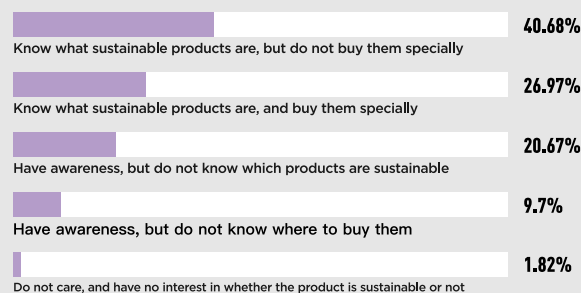 40.68%
Know what sustainable products are, but do not buy them specially
26.97%
Know what sustainable products are, and buy them specially
20.67%
Have awareness, but do not know which products are sustainable
9.7%
Have awareness, but do not know where to buy them
1.82%
Do not care, and have no interest in whether the product is sustainable or not